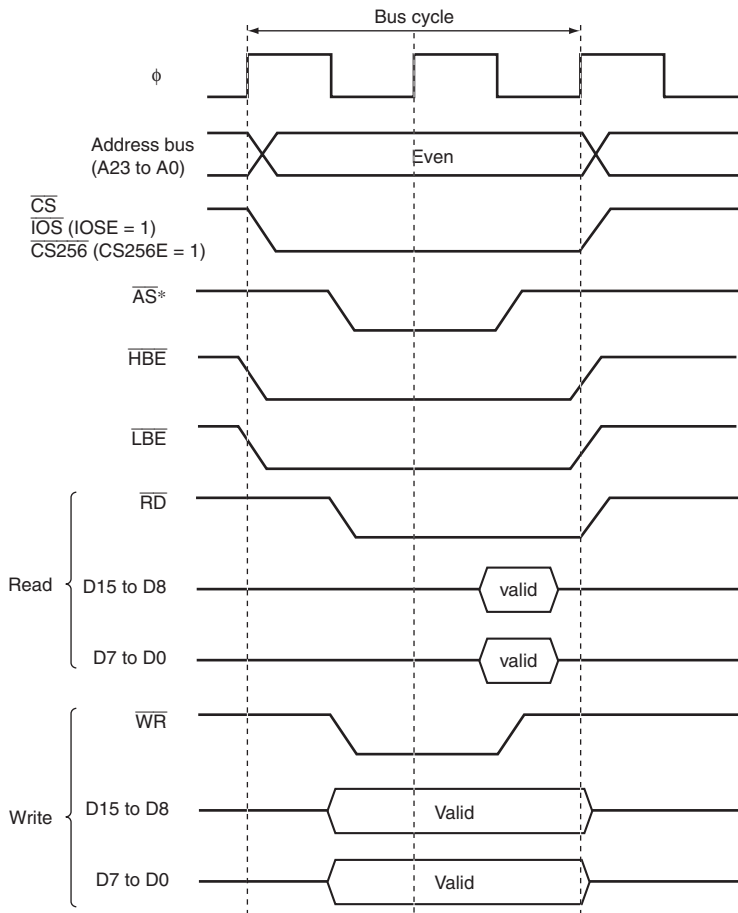 Bus cycle
ϕ
Address bus
(A23 to A0)
Even
CS
IOS (IOSE = 1)
CS256 (CS256E = 1)
AS*
HBE
LBE
RD
Read
D15 to D8
valid
D7 to D0
valid
WR
Write
D15 to D8
Valid
D7 to D0
Valid